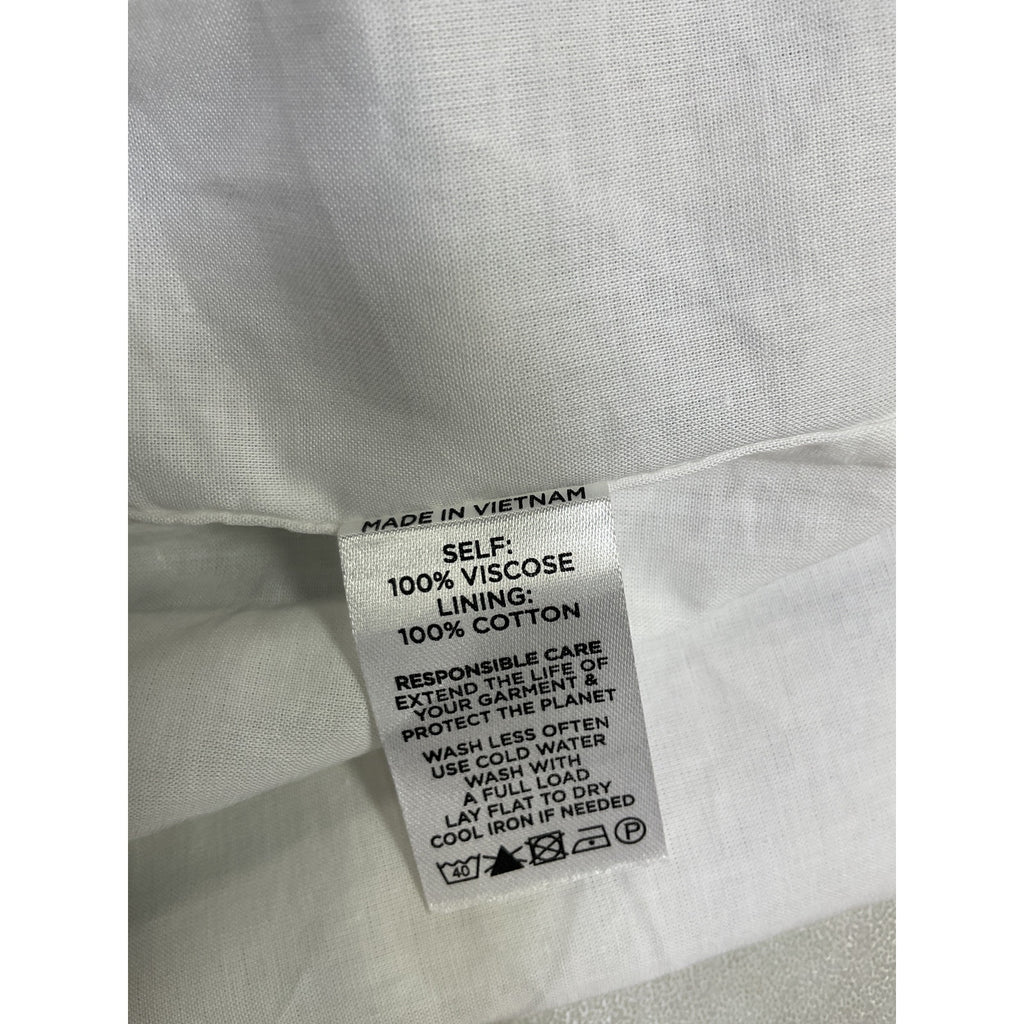 MADE IN VIETNAM
SELF:
100% VISCOSE
LINING:
100% COTTON
RESPONSIBLE CARE
EXTEND THE LIFE OF
YOUR GARMENT &
PROTECT THE PLANET
WASH LESS OFTEN
USE COLD WATER
WASH WITH
A FULL LOAD
LAY FLAT TO DRY
COOL IRON IF NEEDED
40 P